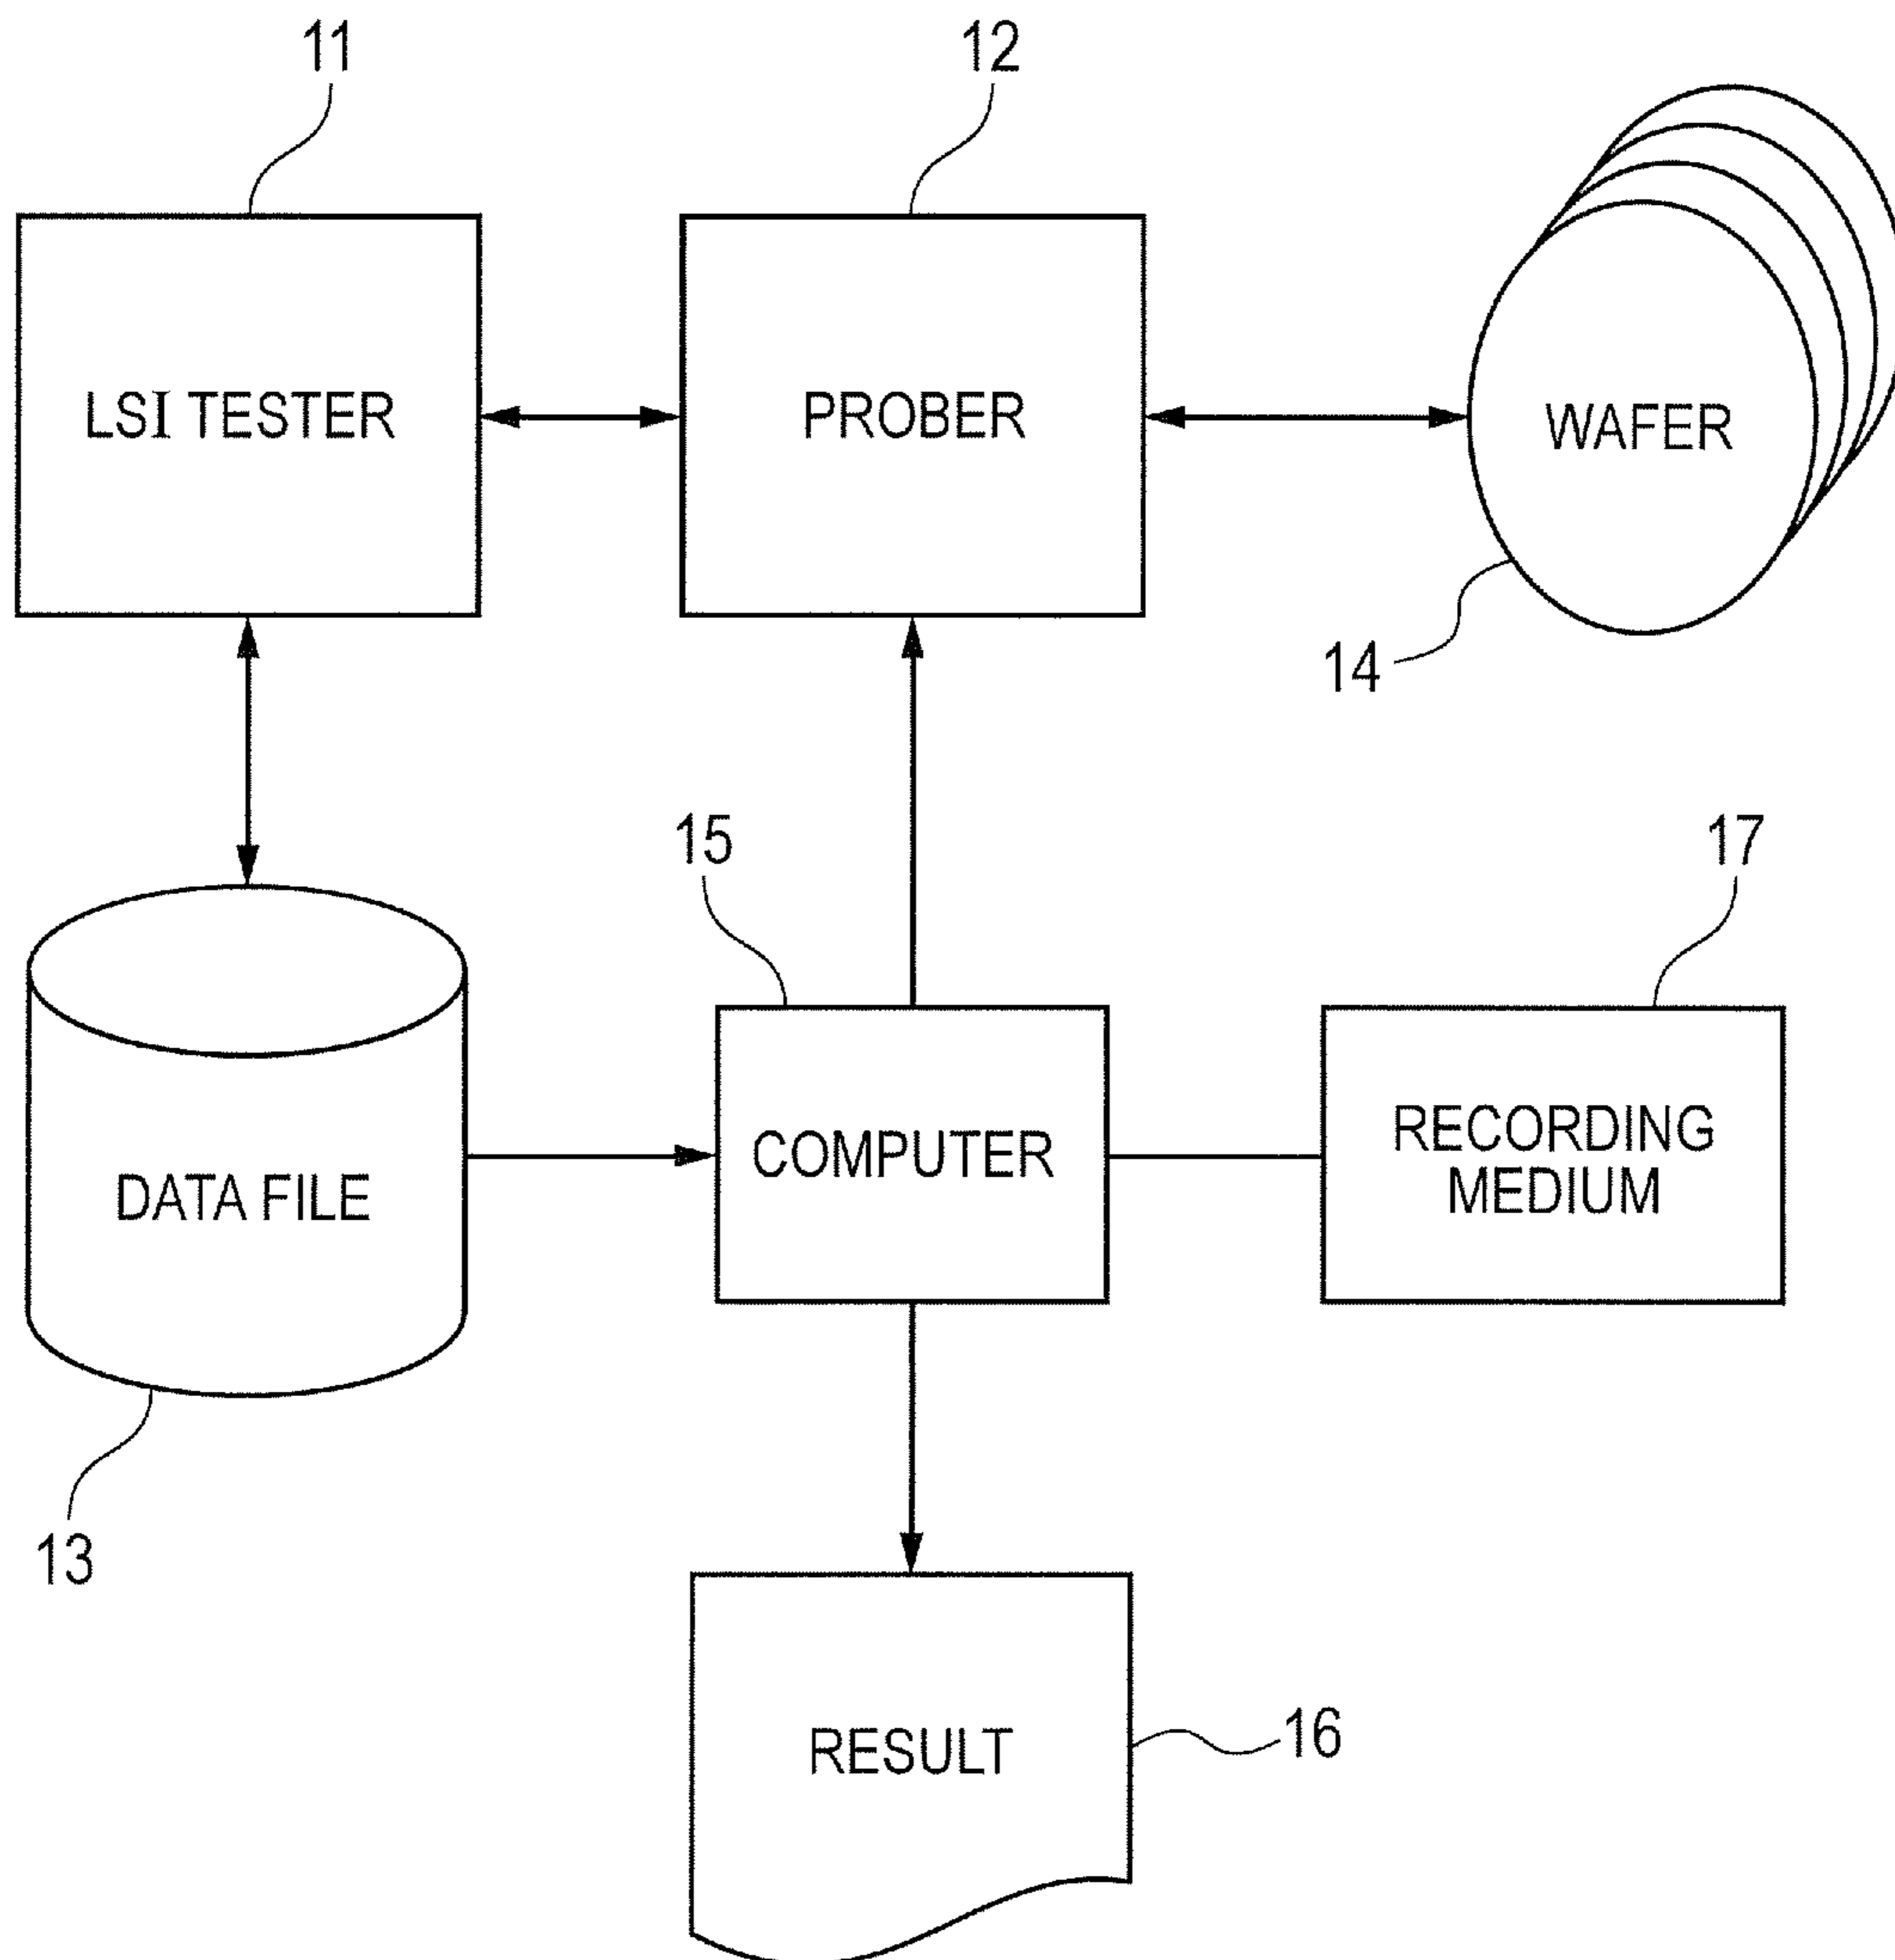 11
12
LSI TESTER
PROBER
WAFER
14
15
17
DATA FILE
COMPUTER
RECORDING
MEDIUM
13
RESULT
16